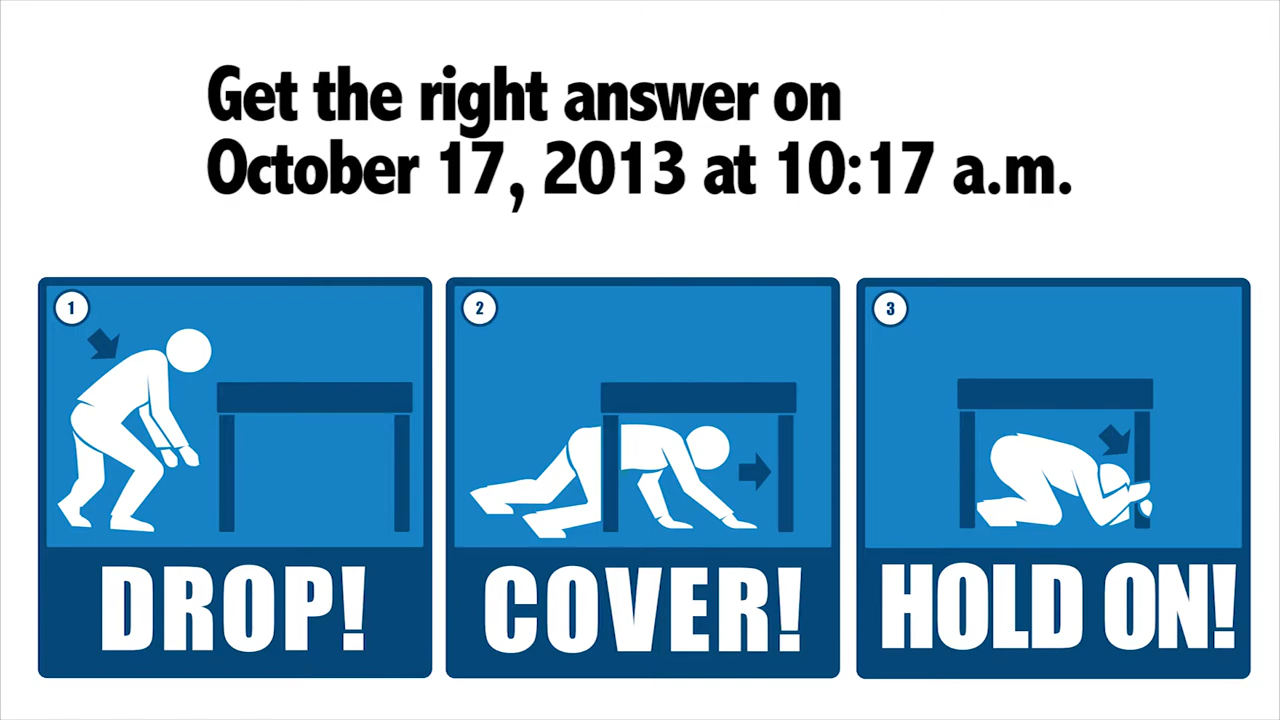 Get the right answer on
October 17, 2013 at 10:17 a.m.
1
2
3
DROP!
COVER!
HOLD ON!